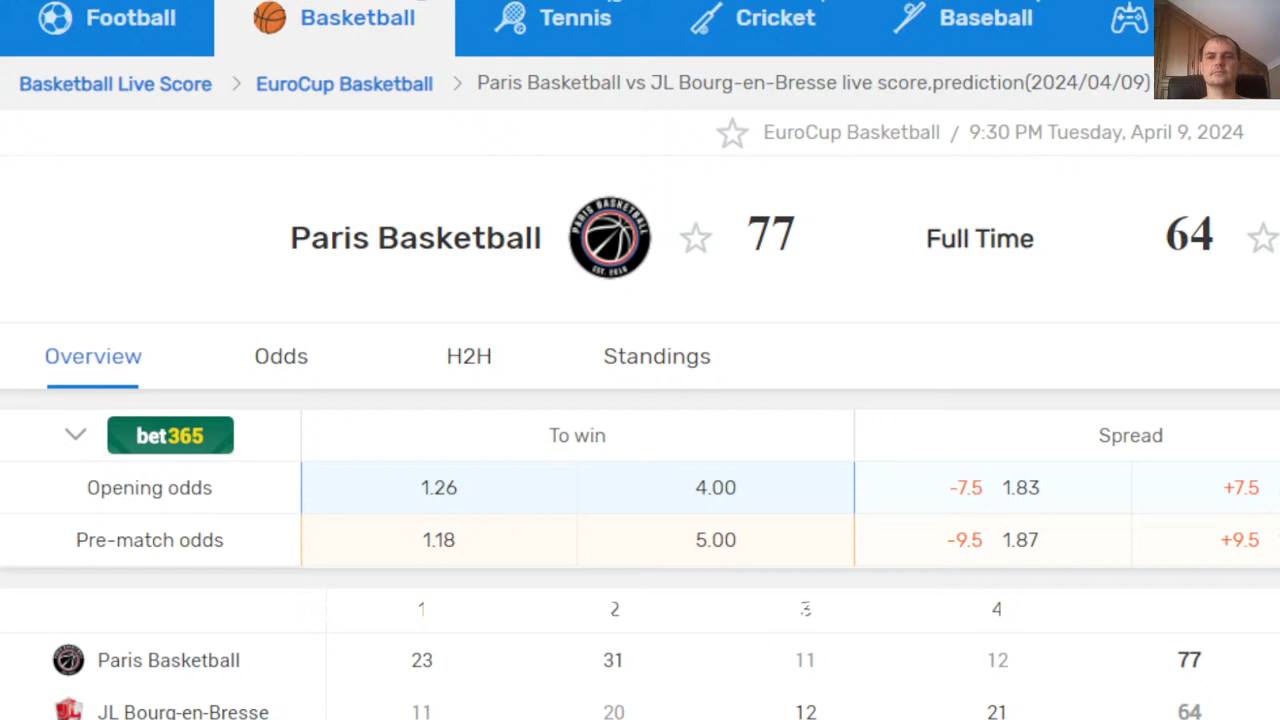 Football Basketball Tennis Cricket Baseball
Basketball Live Score > EuroCup Basketball > Paris Basketball vs JL Bourg-en-Bresse live score,prediction(2024/04/09)
EuroCup Basketball / 9:30 PM Tuesday, April 9, 2024
Paris Basketball PARIS BASKETBALL EST. 2018 77 Full Time 64
Overview Odds H2H Standings
bet365 To win Spread
Opening odds 1.26 4.00 -7.5 1.83 +7.5
Pre-match odds 1.18 5.00 -9.5 1.87 +9.5
1 2 3 4
Paris Basketball 23 31 11 12 77
JL Bourg-en-Bresse 11 20 12 21 64